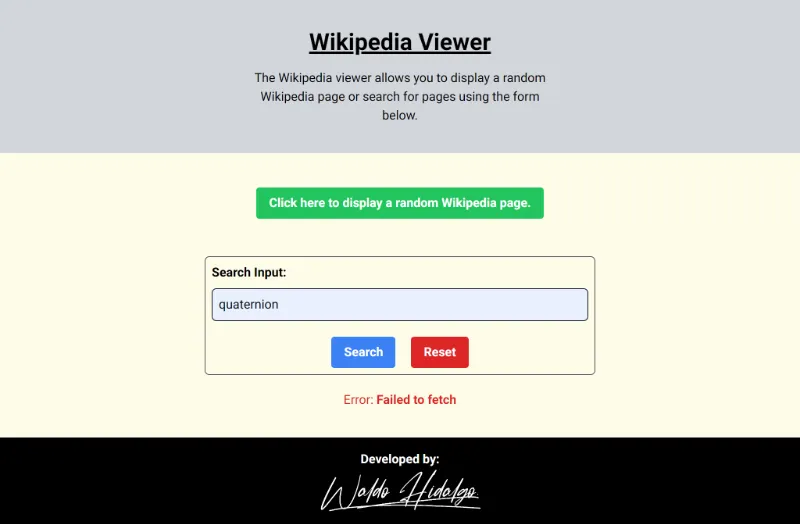 Wikipedia Viewer
The Wikipedia viewer allows you to display a random
Wikipedia page or search for pages using the form
below.
Click here to display a random Wikipedia page.
Search Input:
quaternion
Search
Reset
Error: Failed to fetch
Developed by:
Waldo Hidalgo